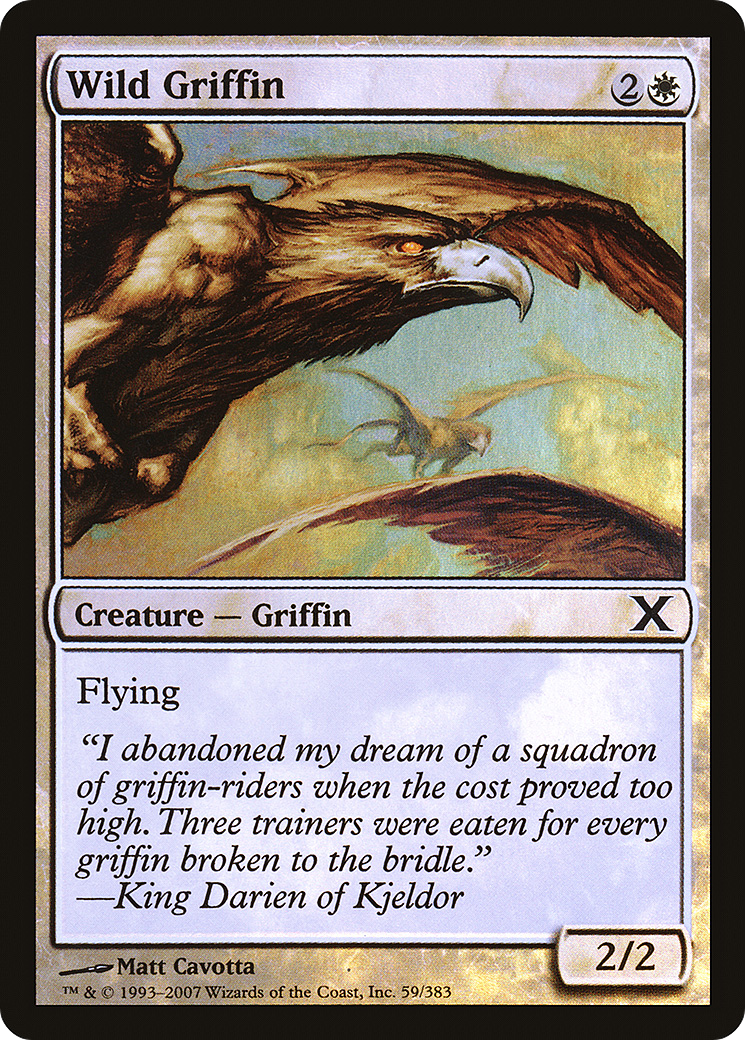 Wild Griffin 2
Creature — Griffin X
Flying
“I abandoned my dream of a squadron
of griffin-riders when the cost proved too
high. Three trainers were eaten for every
griffin broken to the bridle.”
—King Darien of Kjeldor
2/2
Matt Cavotta
™ & © 1993–2007 Wizards of the Coast, Inc. 59/383